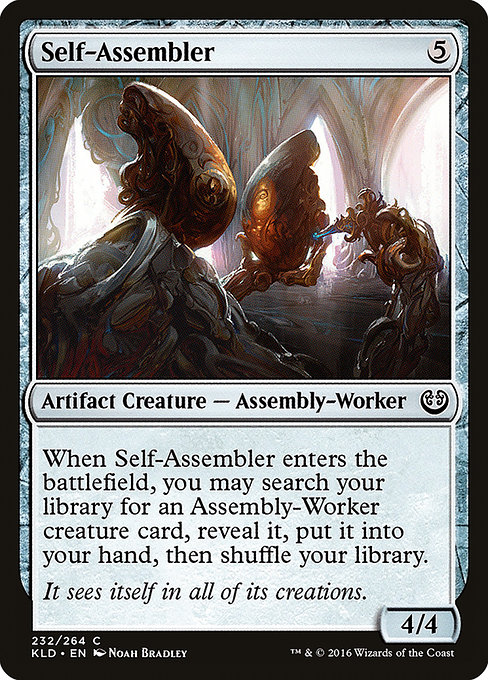 Self-Assembler 5
Artifact Creature — Assembly-Worker
When Self-Assembler enters the
battlefield, you may search your
library for an Assembly-Worker
creature card, reveal it, put it into
your hand, then shuffle your library.
It sees itself in all of its creations.
4/4
232/264 C
KLD • EN Noah Bradley
™ & © 2016 Wizards of the Coast